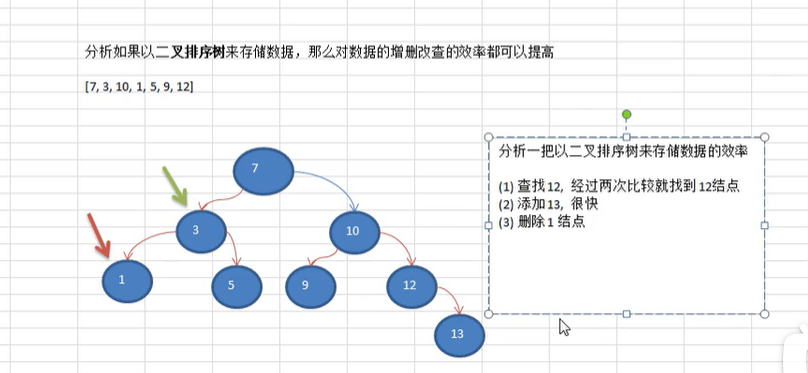 分析如果以二叉排序树来存储数据，那么对数据的增删改查的效率都可以提高
[7, 3, 10, 1, 5, 9, 12]
7
3
10
1
5
9
12
13
分析一把以二叉排序树来存储数据的效率
(1) 查找12, 经过两次比较就找到12结点
(2) 添加13, 很快
(3) 删除1 结点